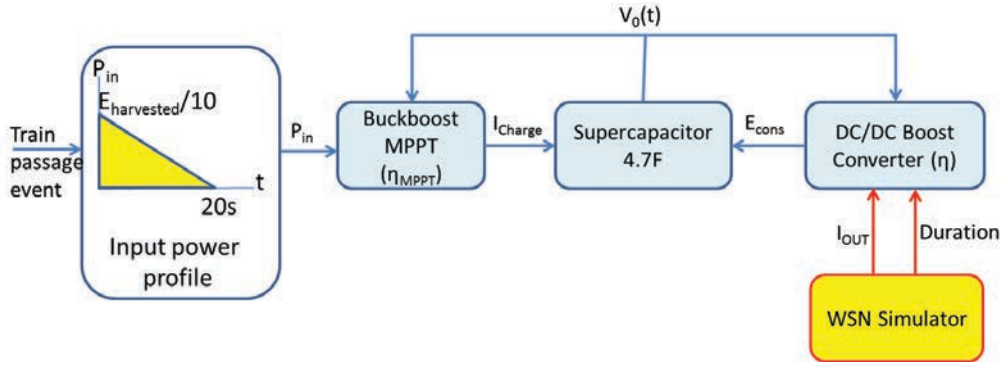 V₀(t)
P_in
E_harvested/10
Train
passage
event
t
20s
Input power
profile
P_in
Buckboost
MPPT
(η_MPPT)
I_Charge
Supercapacitor
4.7F
E_cons
DC/DC Boost
Converter (η)
I_OUT
Duration
WSN Simulator